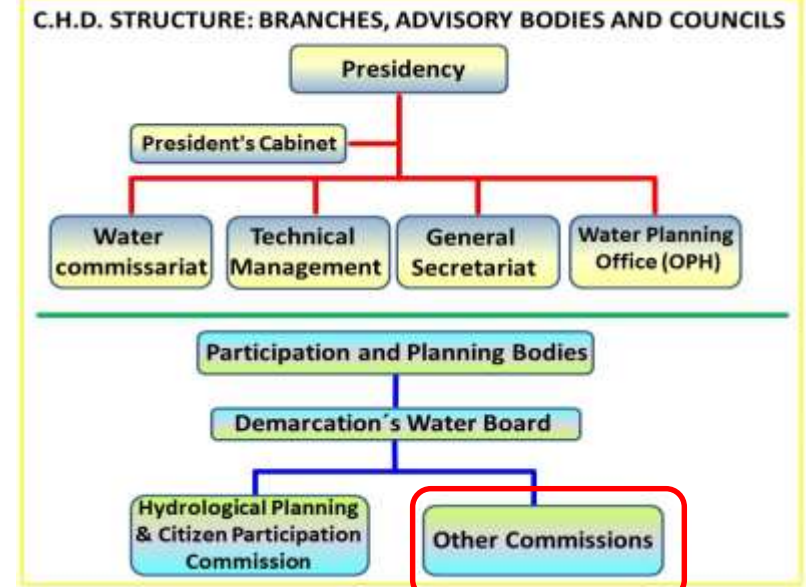 C.H.D. STRUCTURE: BRANCHES, ADVISORY BODIES AND COUNCILS
Presidency
President's Cabinet
Water
commissariat
Technical
Management
General
Secretariat
Water Planning
Office (OPH)
Participation and Planning Bodies
Demarcation´s Water Board
Hydrological Planning
& Citizen Participation
Commission
Other Commissions